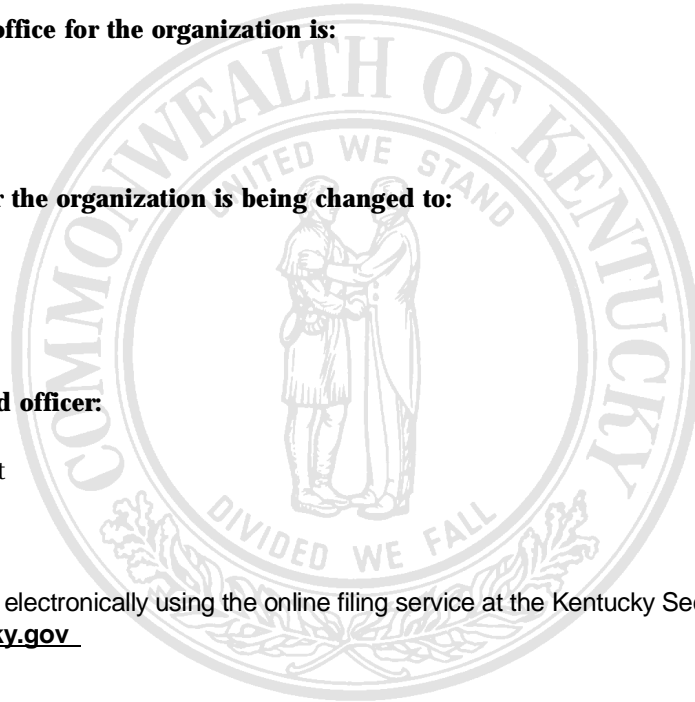 office for the organization is:
COMMONWEALTH OF KENTUCKY
UNITED WE STAND
the organization is being changed to:
officer:
DIVIDED WE FALL
electronically using the online filing service at the Kentucky
ky.gov